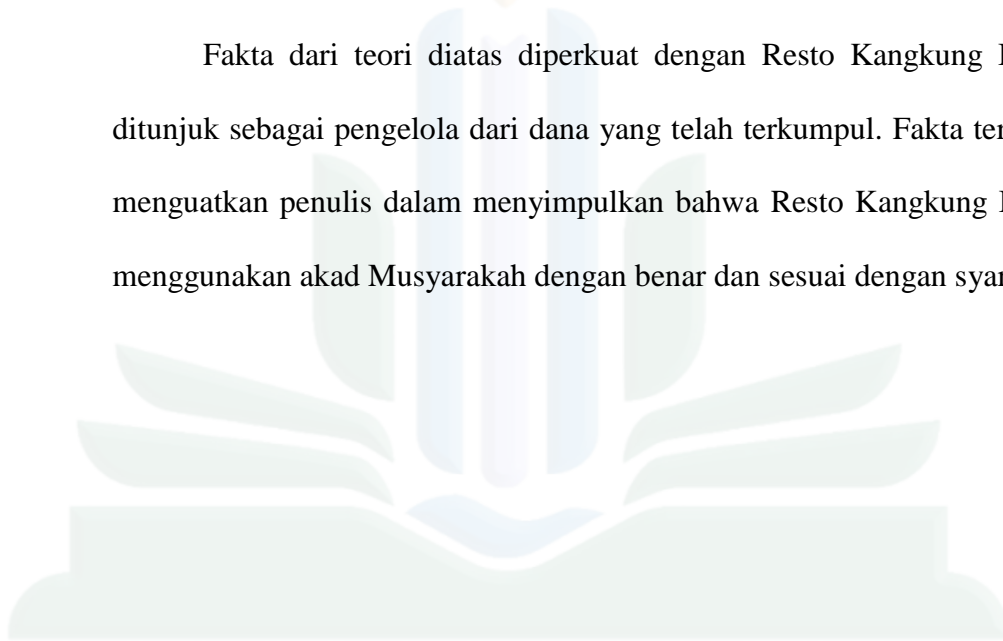 Fakta dari teori diatas diperkuat dengan Resto Kangkung
ditunjuk sebagai pengelola dari dana yang telah terkumpul. Fakta
menguatkan penulis dalam menyimpulkan bahwa Resto Kangkung
menggunakan akad Musyarakah dengan benar dan sesuai dengan